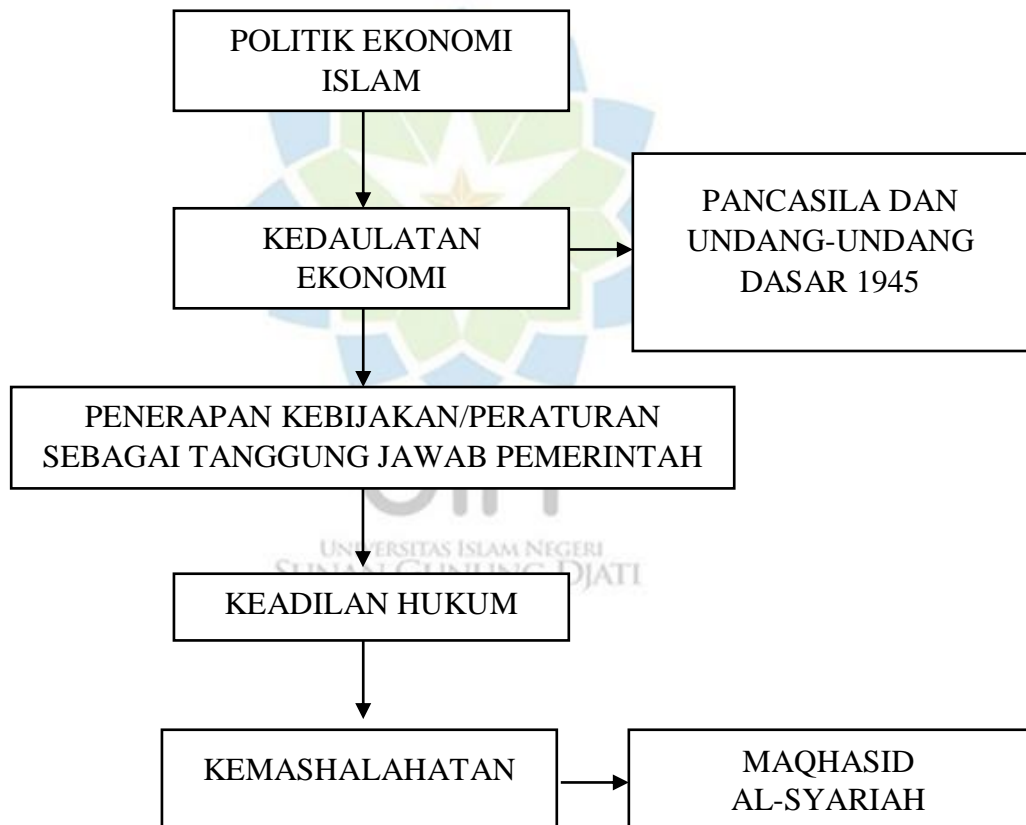 POLITIK EKONOMI
ISLAM
KEDAULATAN
EKONOMI
PANCASILA DAN
UNDANG-UNDANG
DASAR 1945
PENERAPAN KEBIJAKAN/PERATURAN
SEBAGAI TANGGUNG JAWAB PEMERINTAH
UNIVERSITAS ISLAM NEGERI
SUNAN GUNUNG DJATI
KEADILAN HUKUM
KEMASHALAHATAN
MAQHASID
AL-SYARIAH